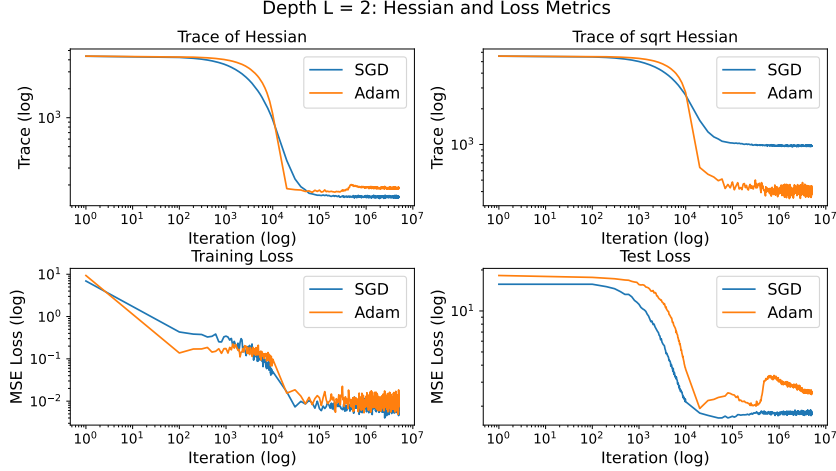 Depth L = 2: Hessian and Loss Metrics
Trace of Hessian
Trace (log)
10³
SGD
Adam
10⁰ 10¹ 10² 10³ 10⁴ 10⁵ 10⁶ 10⁷
Iteration (log)
Trace of sqrt Hessian
Trace (log)
10³
SGD
Adam
10⁰ 10¹ 10² 10³ 10⁴ 10⁵ 10⁶ 10⁷
Iteration (log)
Training Loss
MSE Loss (log)
10¹
10⁰
10⁻¹
10⁻²
SGD
Adam
10⁰ 10¹ 10² 10³ 10⁴ 10⁵ 10⁶ 10⁷
Iteration (log)
Test Loss
MSE Loss (log)
10¹
SGD
Adam
10⁰ 10¹ 10² 10³ 10⁴ 10⁵ 10⁶ 10⁷
Iteration (log)